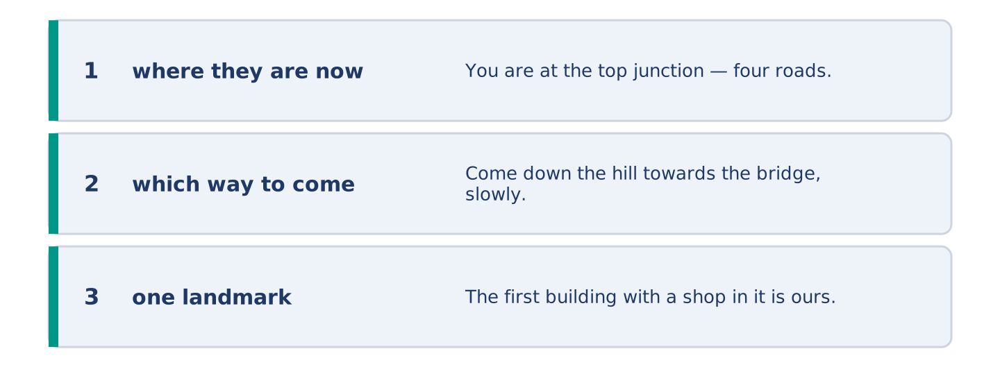 1 where they are now You are at the top junction — four roads.
2 which way to come Come down the hill towards the bridge,
slowly.
3 one landmark The first building with a shop in it is ours.